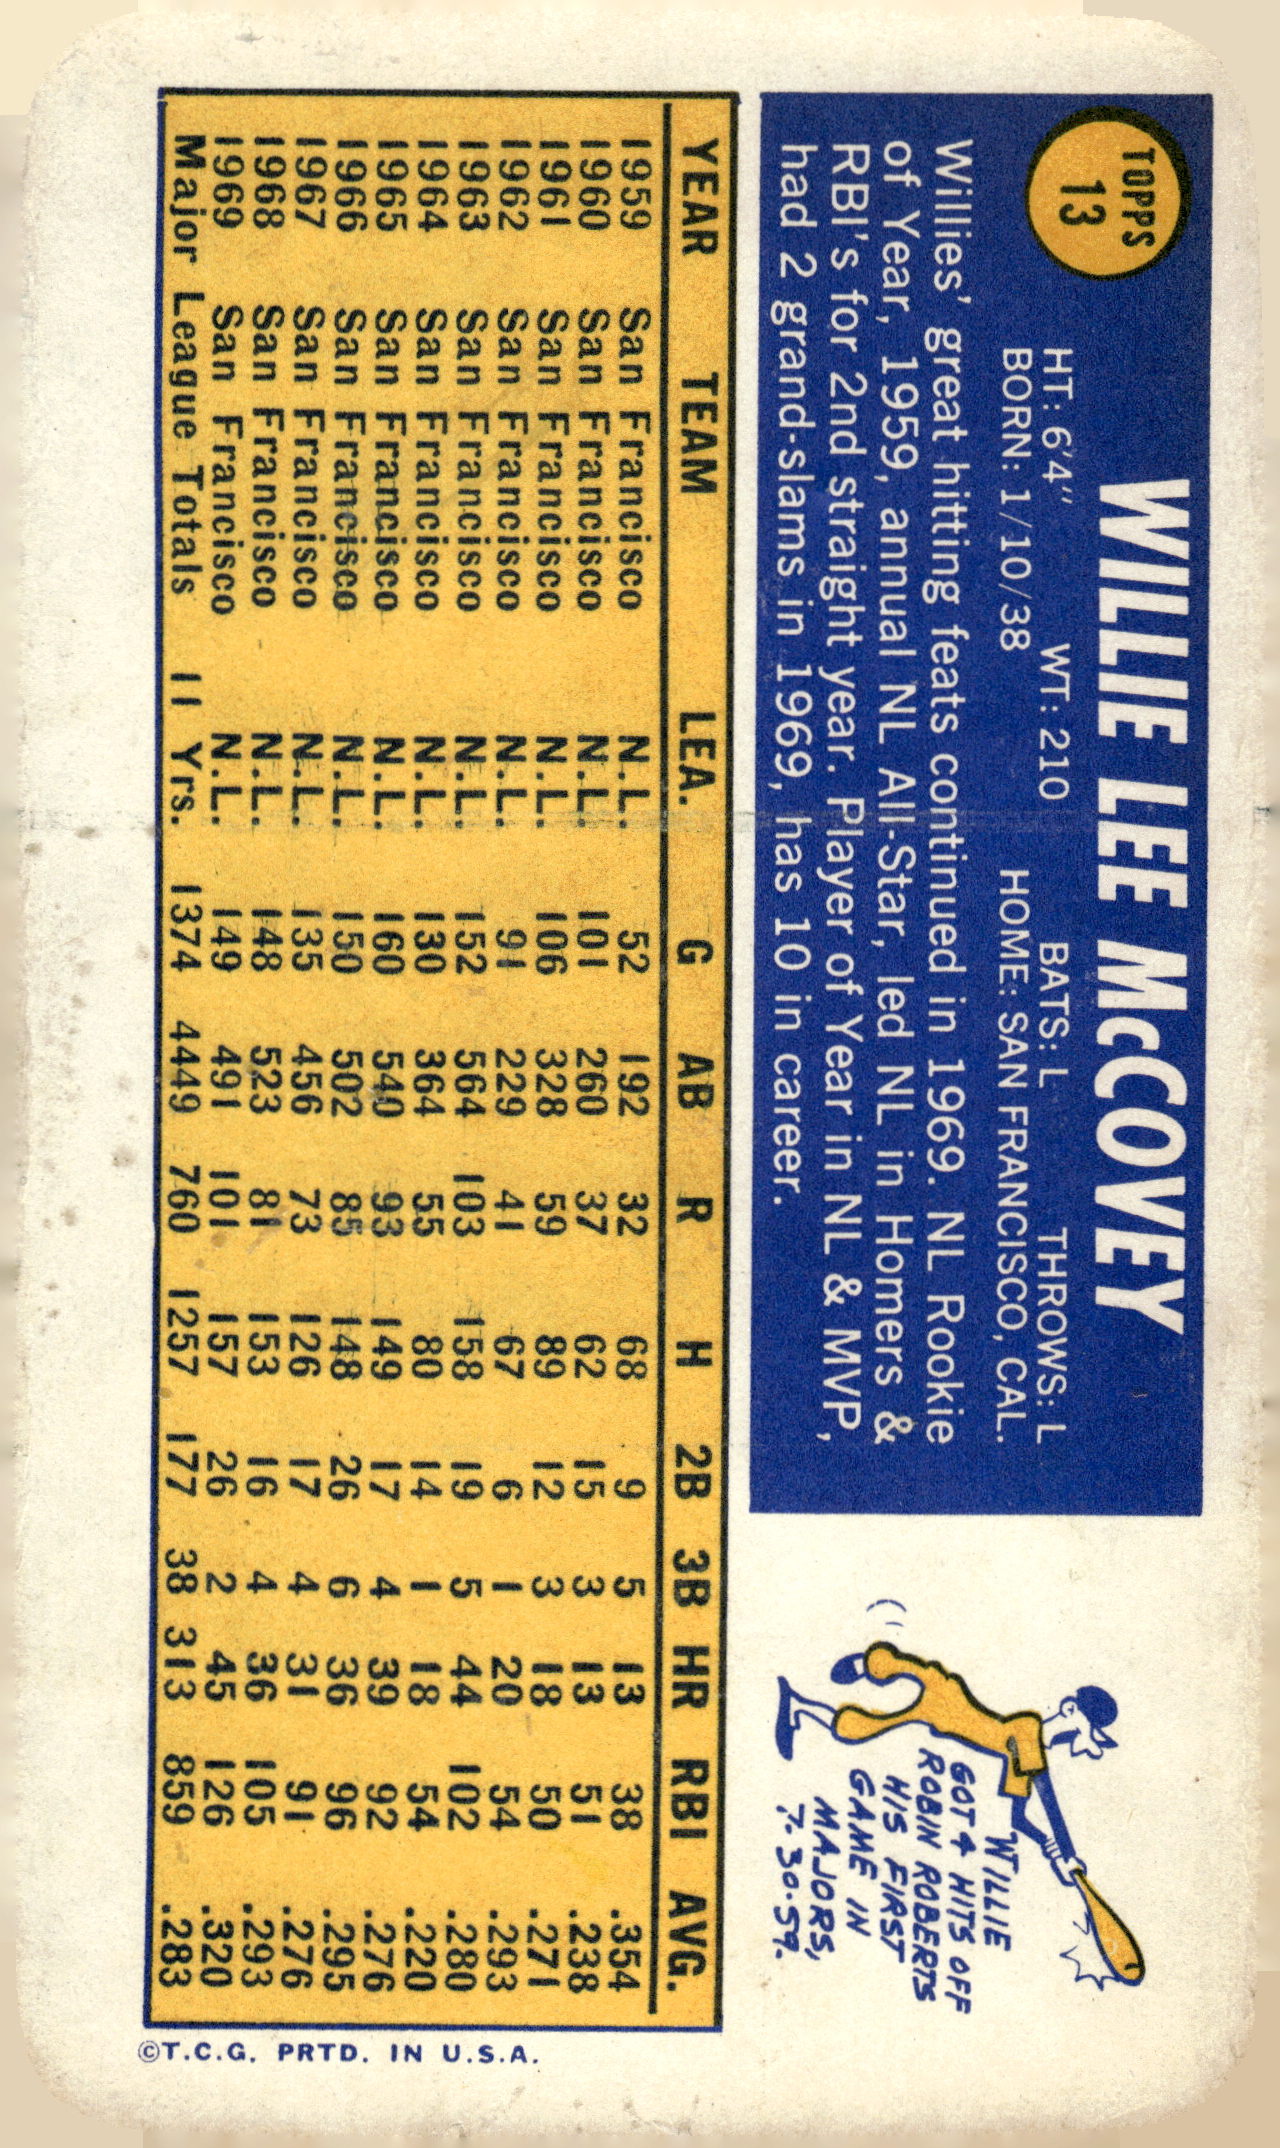 TOPPS
13
WILLIE LEE McCOVEY
HT: 6'4" WT: 210 BATS: L THROWS: L
BORN: 1/10/38 HOME: SAN FRANCISCO, CAL.
Willies' great hitting feats continued in 1969. NL Rookie
of Year, 1959, annual NL All-Star, led NL in Homers &
RBI's for 2nd straight year. Player of Year in NL & MVP,
had 2 grand-slams in 1969, has 10 in career.
WILLIE
GOT 4 HITS OFF
ROBIN ROBERTS
HIS FIRST
GAME IN
MAJORS,
7-30-59.
YEAR TEAM LEA. G AB R H 2B 3B HR RBI AVG.
1959 San Francisco N.L. 52 192 32 68 9 5 13 38 .354
1960 San Francisco N.L. 101 260 37 62 15 3 13 51 .238
1961 San Francisco N.L. 106 328 59 89 12 3 18 50 .271
1962 San Francisco N.L. 91 229 41 67 6 1 20 54 .293
1963 San Francisco N.L. 152 564 103 158 19 5 44 102 .280
1964 San Francisco N.L. 130 364 55 80 14 1 18 54 .220
1965 San Francisco N.L. 160 540 93 149 17 4 39 92 .276
1966 San Francisco N.L. 150 502 85 148 26 6 36 96 .295
1967 San Francisco N.L. 135 456 73 126 17 4 31 91 .276
1968 San Francisco N.L. 148 523 81 153 16 4 36 105 .293
1969 San Francisco N.L. 149 491 101 157 26 2 45 126 .320
Major League Totals 11 Yrs. 1374 4449 760 1257 177 38 313 859 .283
©T.C.G. PRTD. IN U.S.A.